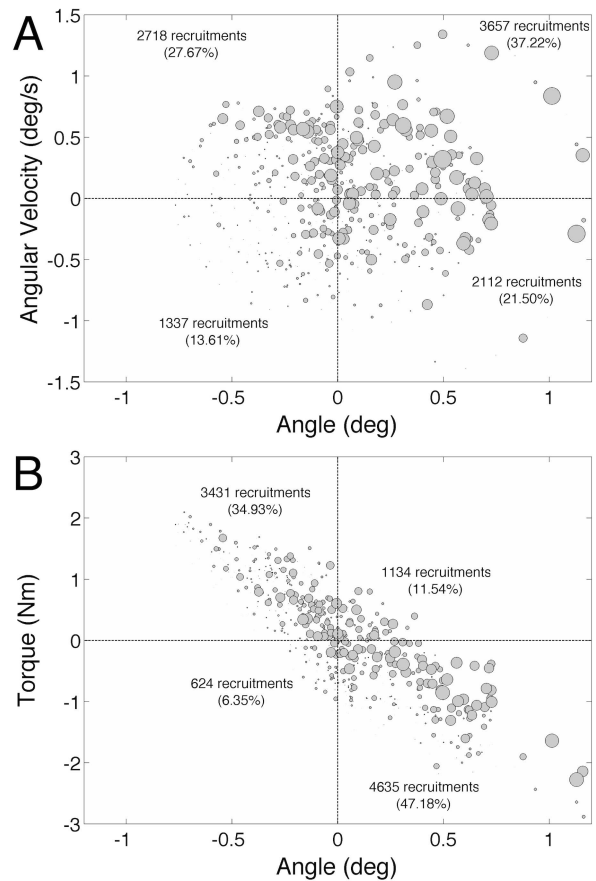 A
1.5
1
0.5
0
-0.5
-1
-1.5
Angular Velocity (deg/s)
2718 recruitments
(27.67%)
3657 recruitments
(37.22%)
1337 recruitments
(13.61%)
2112 recruitments
(21.50%)
-1
-0.5
0
0.5
1
Angle (deg)
B
3
2
1
0
-1
-2
-3
Torque (Nm)
3431 recruitments
(34.93%)
1134 recruitments
(11.54%)
624 recruitments
(6.35%)
4635 recruitments
(47.18%)
-1
-0.5
0
0.5
1
Angle (deg)